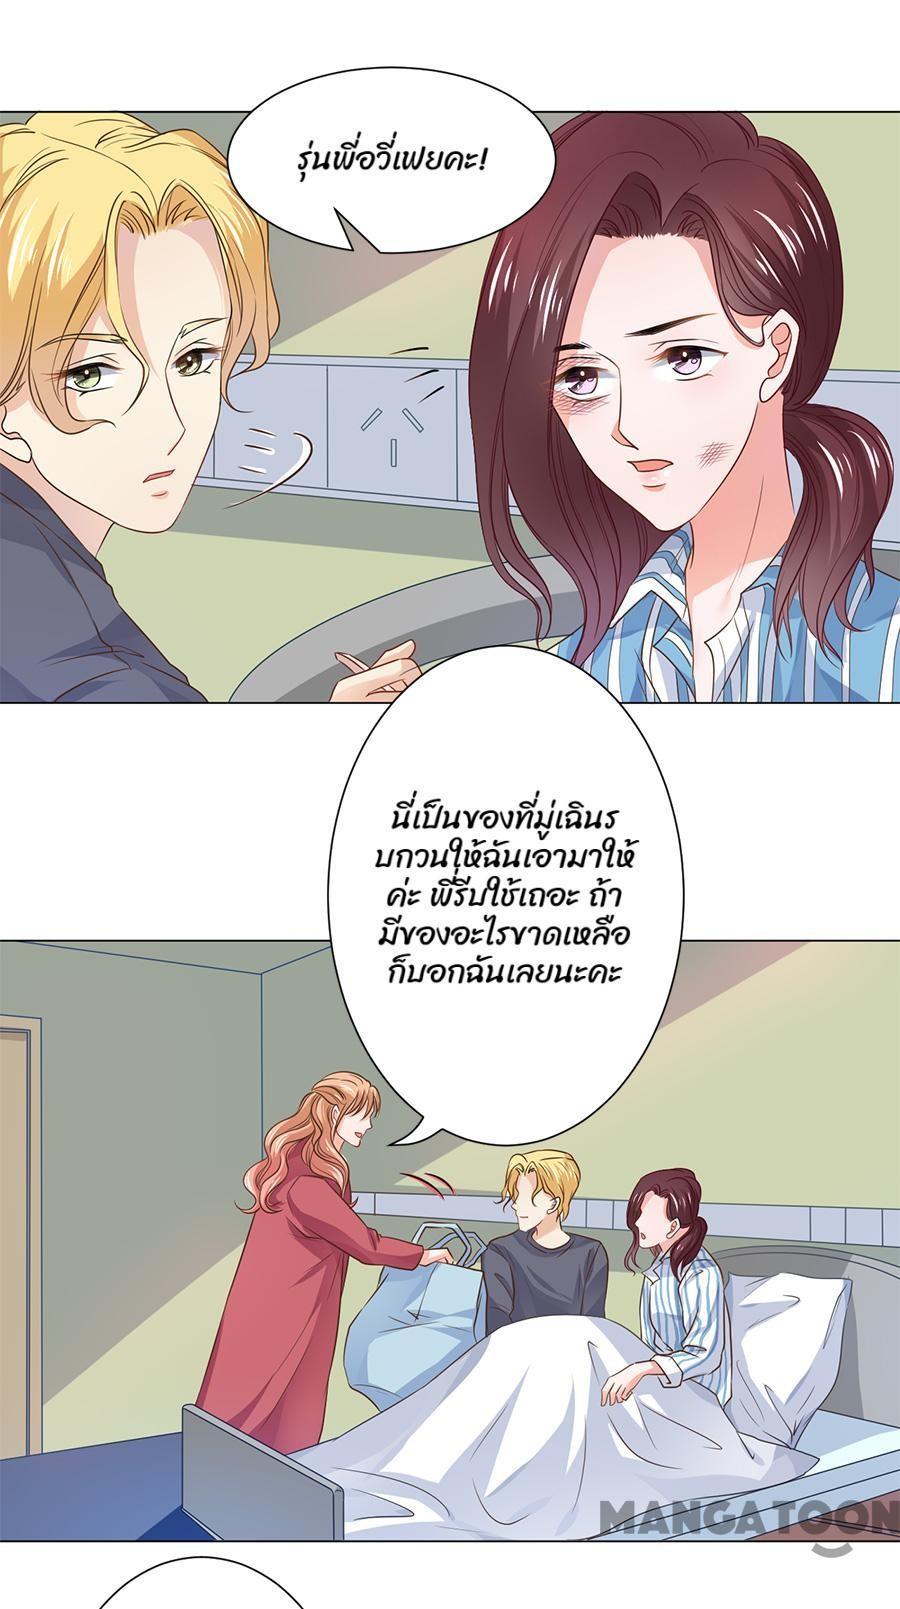 รุ่นพี่อวี่เฟยคะ!
นี่เป็นของที่มู่เฉินร
บกวนให้ฉันเอามาให้
ค่ะ พี่รีบใช้เถอะ ถ้า
มีของอะไรขาดเหลือ
ก็บอกฉันเลยนะคะ
MANGATOON